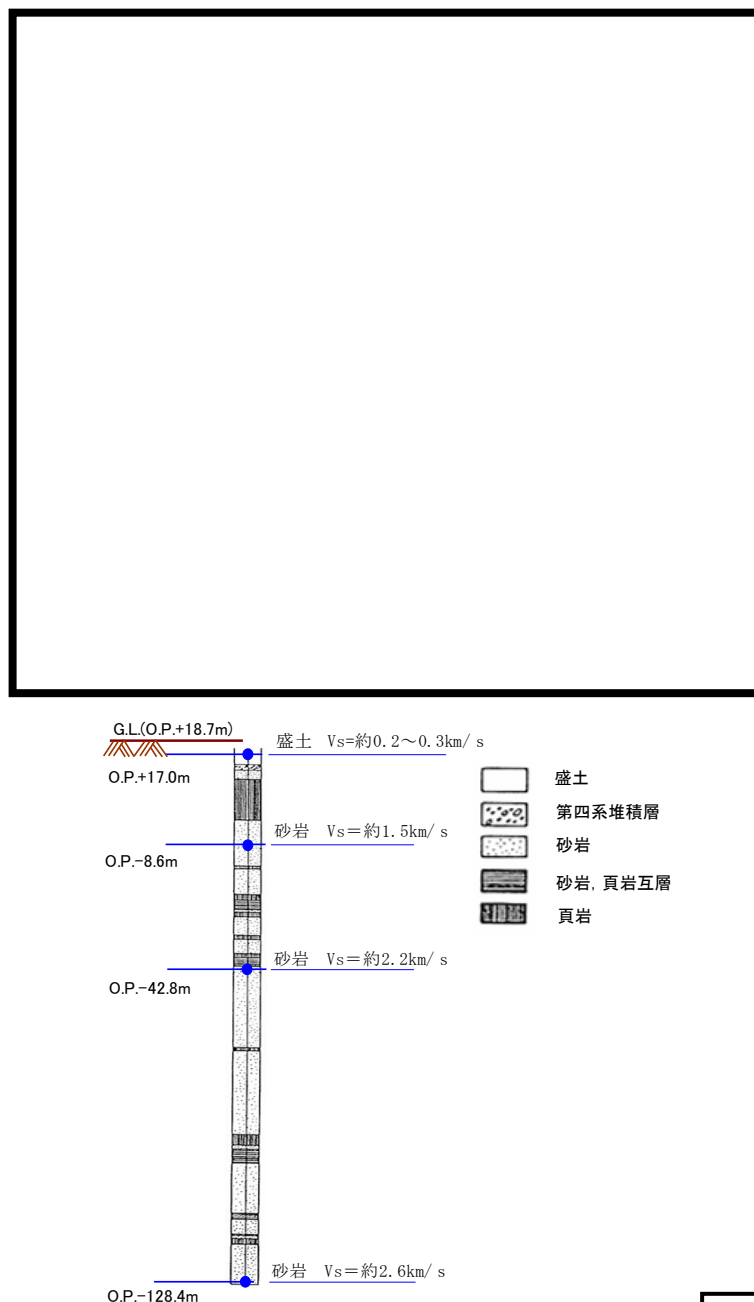 G.L.(O.P.+18.7m)
盛土 Vs=約0.2～0.3km/s
O.P.+17.0m
砂岩 Vs＝約1.5km/s
O.P.-8.6m
砂岩 Vs＝約2.2km/s
O.P.-42.8m
砂岩 Vs＝約2.6km/s
O.P.-128.4m
盛土
第四系堆積層
砂岩
砂岩, 頁岩互層
頁岩